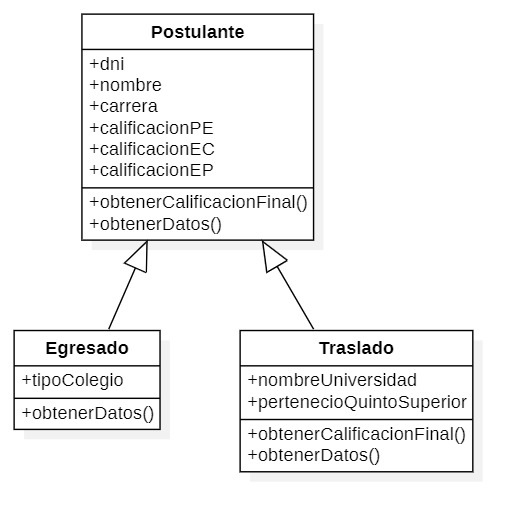 Postulante
+dni
+nombre
+carrera
+calificacionPE
+calificacionEC
+calificacionEP
+obtenerCalificacionFinal()
+obtenerDatos()
Egresado
+tipoColegio
+obtenerDatos()
Traslado
+nombreUniversidad
+pertenecioQuintoSuperior
+obtenerCalificacionFinal()
+obtenerDatos()